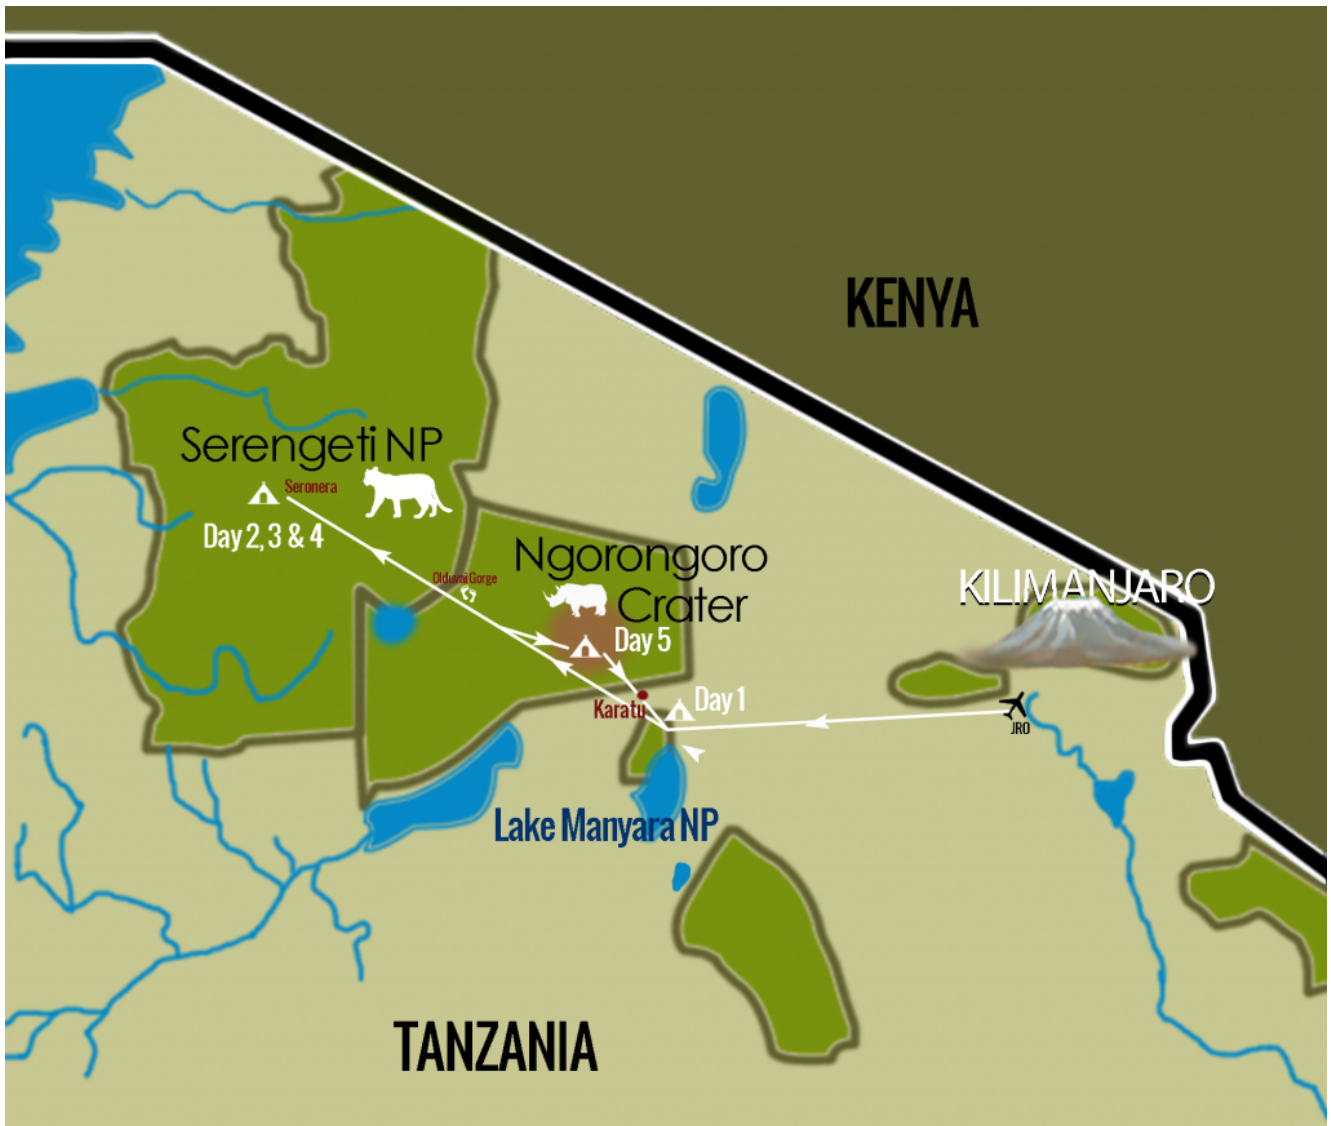 KENYA
Serengeti NP
Seronera
Day 2, 3 & 4
Ngorongoro
Crater
Olduvai Gorge
KILIMANJARO
Day 5
Karatu
Day 1
JRO
Lake Manyara NP
TANZANIA